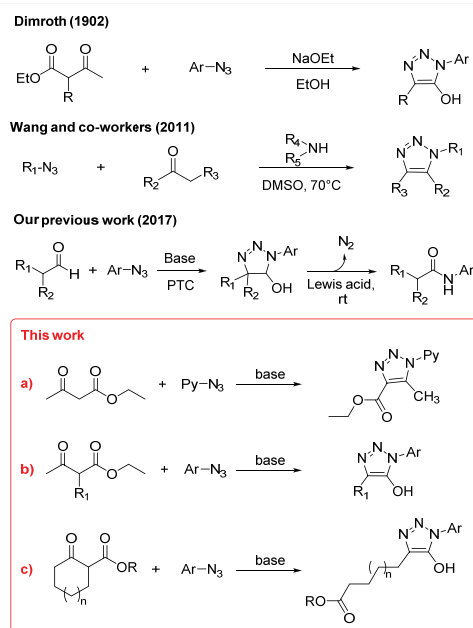 Dimroth (1902)
O O
EtO + Ar–N₃ NaOEt N N N–Ar
R EtOH R OH
Wang and co-workers (2011)
R₁–N₃ + O R₂ R₃ R₄ NH R₅ N N N R₁
DMSO, 70°C R₃ R₂
Our previous work (2017)
O R₁ H R₂ + Ar–N₃ Base N N N–Ar N₂ O
PTC R₁ R₂ OH Lewis acid, R₁ N Ar
rt R₂ H
This work
a) O O O + Py–N₃ base N N N Py
O O CH₃
b) O O O + Ar–N₃ base N N N–Ar
R₁ R₁ OH
c) O O OR + Ar–N₃ base N N N–Ar
n n OH
RO O